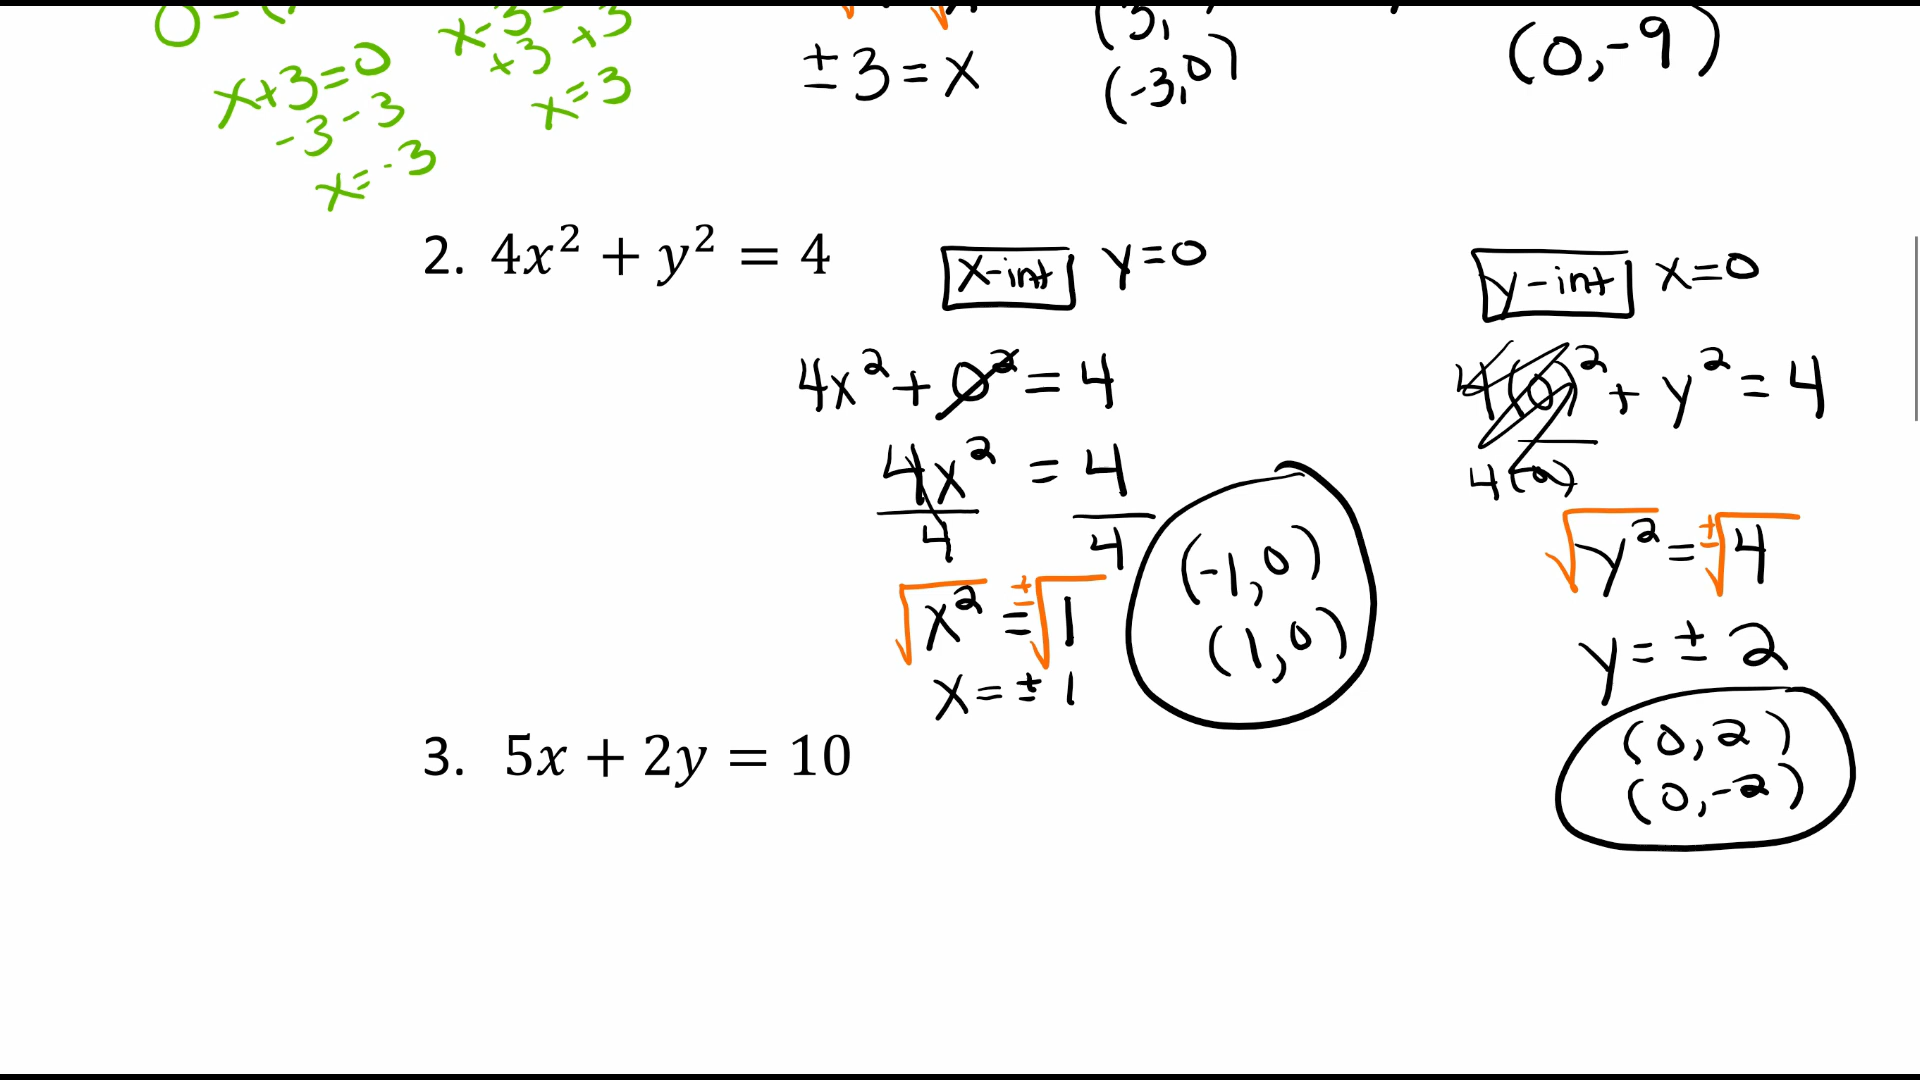 x-3
+3 +3
x=3
x+3=0
-3 -3
x=-3
± 3 = x
(3,
(-3,0)
(0,-9)
2. 4x² + y² = 4
x-int y=0
4x² + 0² = 4
4x² = 4
4 4
√x² = ±√1
x = ± 1
(-1,0)
(1,0)
y-int x=0
4(0)² + y² = 4
4(0)
√y² = ±√4
y = ± 2
(0,2)
(0,-2)
3. 5x + 2y = 10